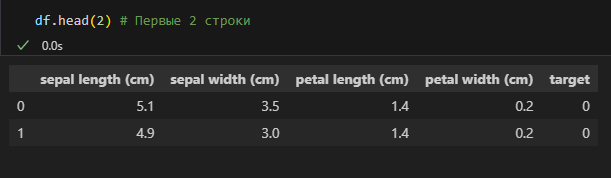 df.head(2) # Первые 2 строки
0.0s
sepal length (cm) sepal width (cm) petal length (cm) petal width (cm) target
0 5.1 3.5 1.4 0.2 0
1 4.9 3.0 1.4 0.2 0